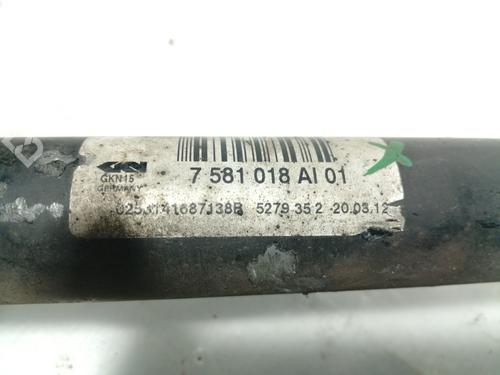 GKN
7 581 018 AI 01
GKN15
GERMANY
5279 35 2 20.03.12